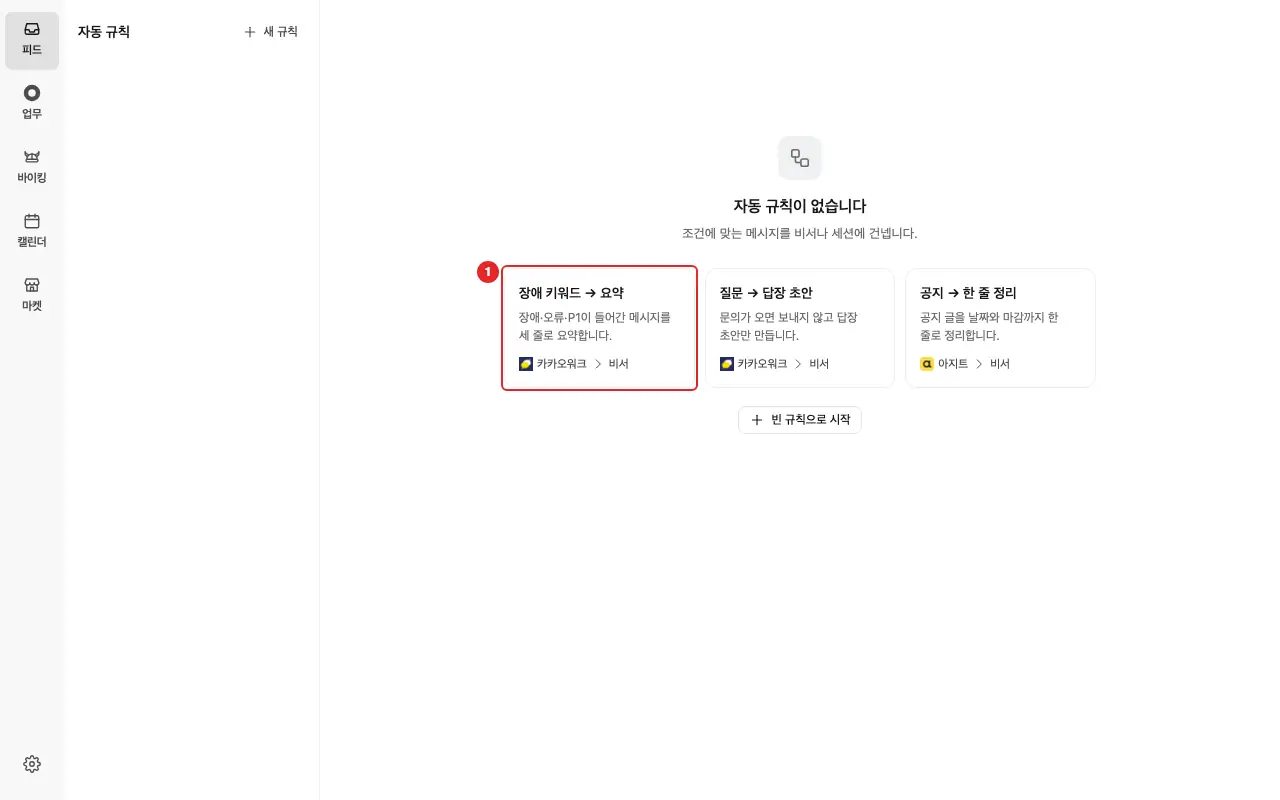 피드
업무
바이킹
캘린더
마켓
자동 규칙
새 규칙
자동 규칙이 없습니다
조건에 맞는 메시지를 비서나 세션에 건넵니다.
1
장애 키워드 → 요약
장애·오류·P1이 들어간 메시지를
세 줄로 요약합니다.
카카오워크 > 비서
질문 → 답장 초안
문의가 오면 보내지 않고 답장
초안만 만듭니다.
카카오워크 > 비서
공지 → 한 줄 정리
공지 글을 날짜와 마감까지 한
줄로 정리합니다.
아지트 > 비서
빈 규칙으로 시작